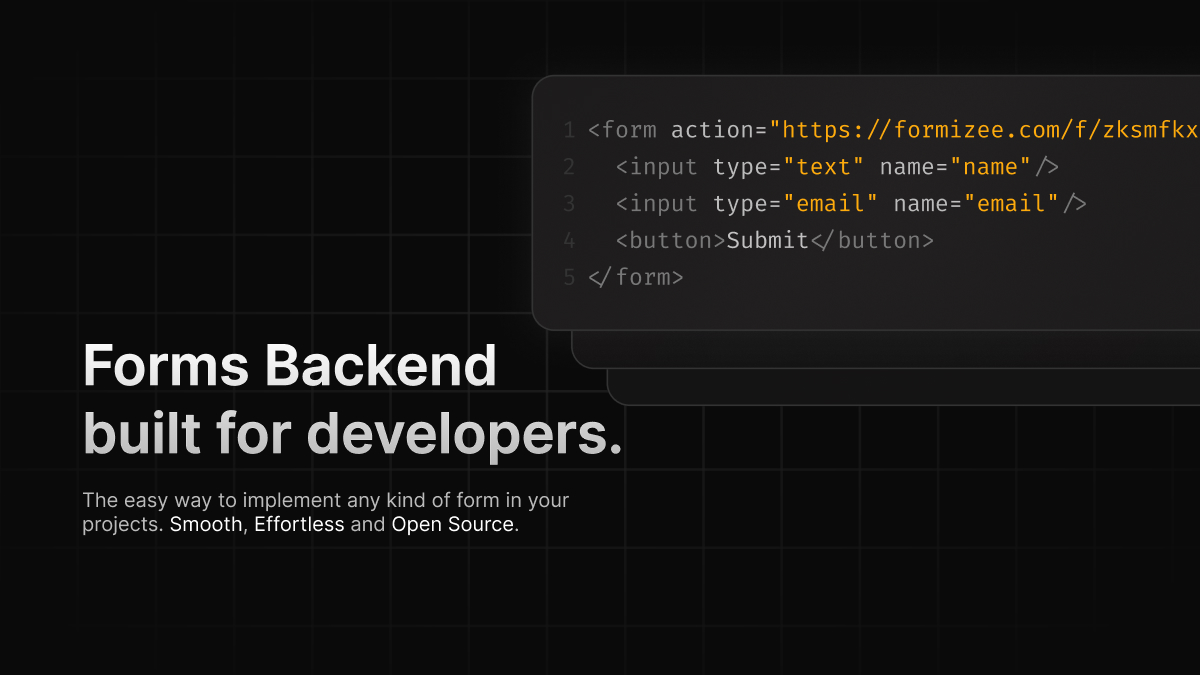 1 <form action="https://formizee.com/f/zksmfkx
2   <input type="text" name="name"/>
3   <input type="email" name="email"/>
4   <button>Submit</button>
5 </form>
Forms Backend
built for developers.
The easy way to implement any kind of form in your
projects. Smooth, Effortless and Open Source.